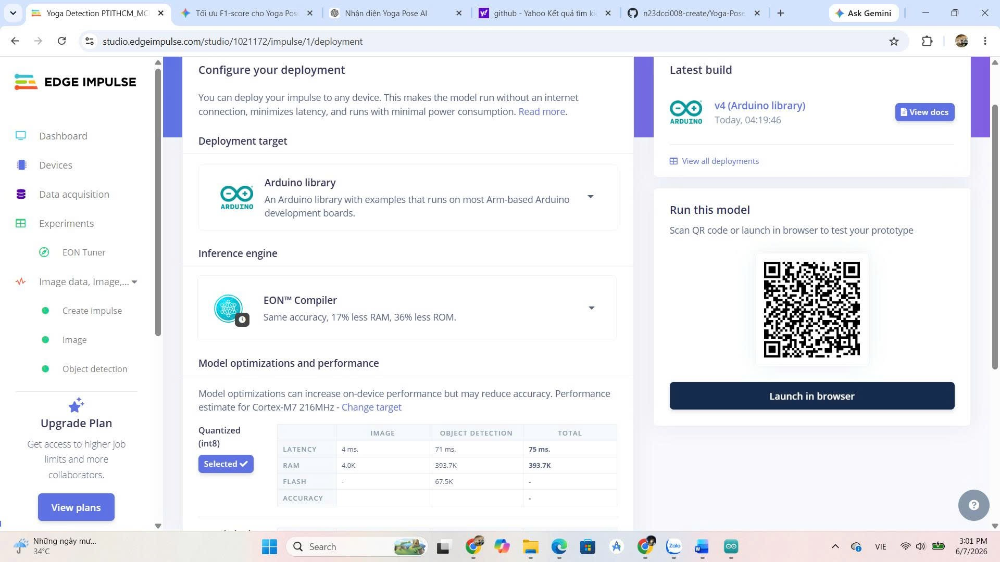 Yoga Detection PTITHCM_MC
Tối ưu F1-score cho Yoga Pos
Nhận diện Yoga Pose AI
github - Yahoo Kết quả tìm ki
n23dcci008-create/Yoga-Pose
Ask Gemini
studio.edgeimpulse.com/studio/1021172/impulse/1/deployment
EDGE IMPULSE
Dashboard
Devices
Data acquisition
Experiments
EON Tuner
Image data, Image,...
Create impulse
Image
Object detection
Upgrade Plan
Get access to higher job
limits and more
collaborators.
View plans
Configure your deployment
You can deploy your impulse to any device. This makes the model run without an internet
connection, minimizes latency, and runs with minimal power consumption. Read more.
Deployment target
ARDUINO
Arduino library
An Arduino library with examples that runs on most Arm-based Arduino
development boards.
Inference engine
EON™ Compiler
Same accuracy, 17% less RAM, 36% less ROM.
Model optimizations and performance
Model optimizations can increase on-device performance but may reduce accuracy. Performance
estimate for Cortex-M7 216MHz - Change target
Quantized
(int8)
Selected
IMAGE OBJECT DETECTION TOTAL
LATENCY 4 ms. 71 ms. 75 ms.
RAM 4.0K 393.7K 393.7K
FLASH - 67.5K -
ACCURACY -
Latest build
ARDUINO
v4 (Arduino library)
Today, 04:19:46
View docs
View all deployments
Run this model
Scan QR code or launch in browser to test your prototype
Launch in browser
Những ngày mư...
34°C
Search
Zalo
VIE
3:01 PM
6/7/2026